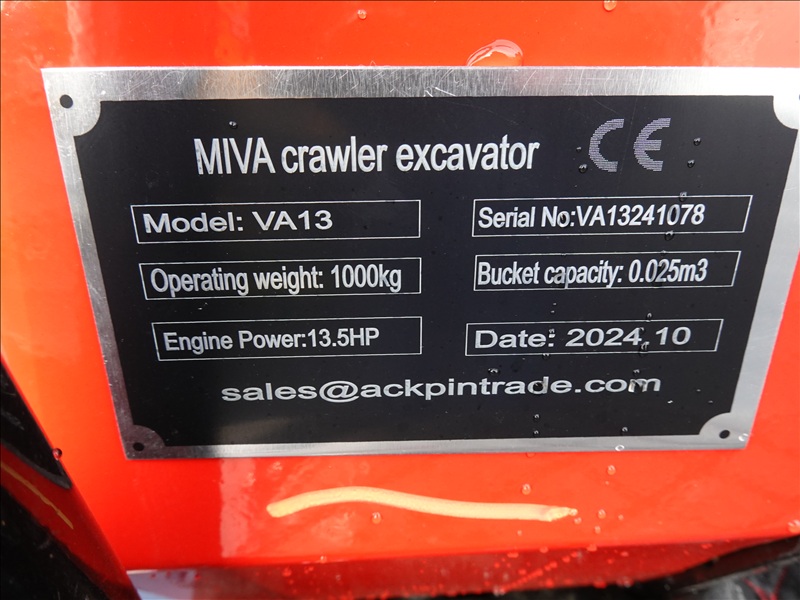 MIVA crawler excavator CE
Model: VA13
Serial No:VA13241078
Operating weight: 1000kg
Bucket capacity: 0.025m3
Engine Power:13.5HP
Date: 2024.10
sales@ackpintrade.com